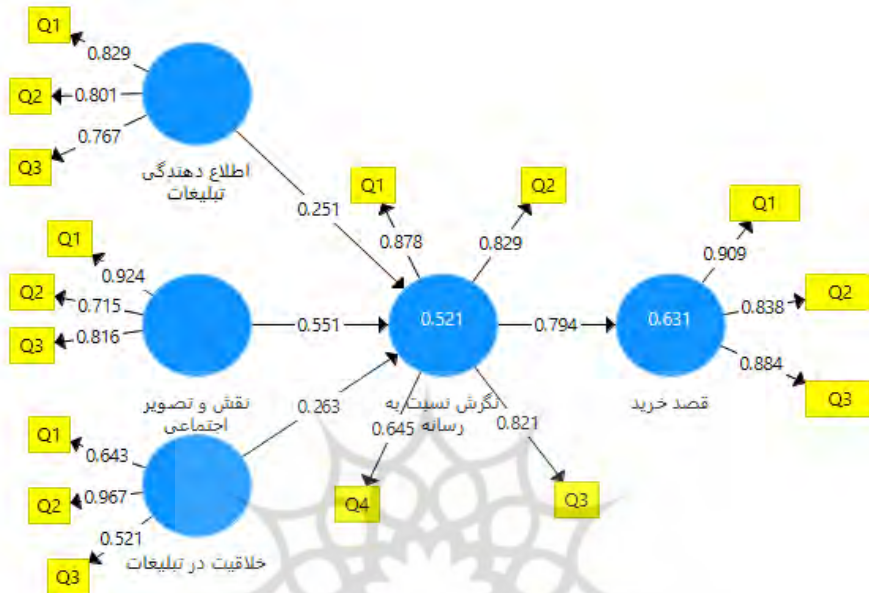 Q1
0.829
Q2
0.801
0.767
Q3
اطلاع دهندگی
تبلیغات
0.251
Q1
0.924
Q2
0.715
0.816
Q3
نقش و تصویر
اجتماعی
0.551
Q1
0.643
Q2
0.967
0.521
Q3
خلاقیت در تبلیغات
0.263
Q1
Q2
0.878
0.829
0.521
نگرش نسبت به
رسانه
0.645
0.821
Q4
Q3
0.794
Q1
0.909
0.631
0.838
Q2
0.884
Q3
قصد خرید